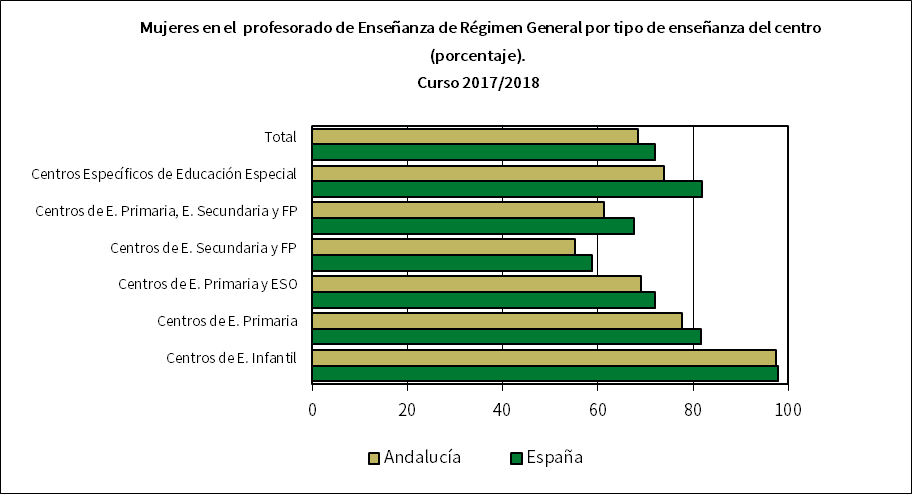 Mujeres en el profesorado de Enseñanza de Régimen General por tipo de enseñanza del centro
(porcentaje).
Curso 2017/2018
Total
Centros Específicos de Educación Especial
Centros de E. Primaria, E. Secundaria y FP
Centros de E. Secundaria y FP
Centros de E. Primaria y ESO
Centros de E. Primaria
Centros de E. Infantil
0 20 40 60 80 100
Andalucía España